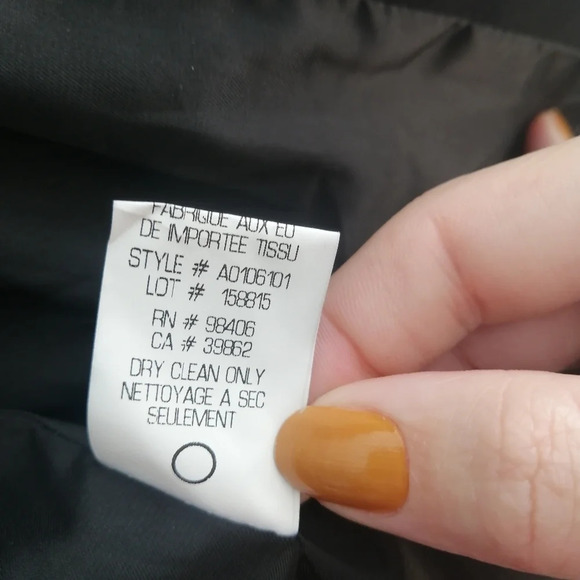 FABRIQUE AUX EU
DE IMPORTEE TISSU
STYLE # A0106101
LOT # 158815
RN # 98406
CA # 39862
DRY CLEAN ONLY
NETTOYAGE A SEC
SEULEMENT